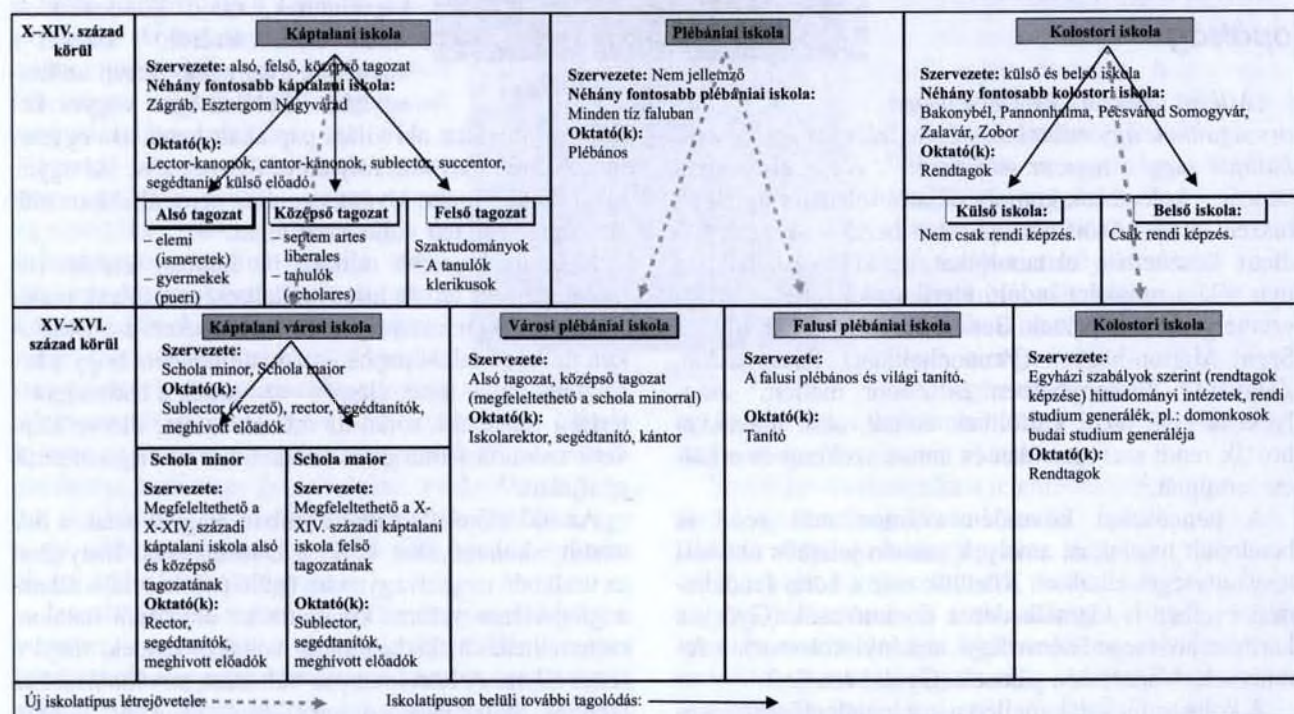 X–XIV. század
körül
Káptalani iskola
Szervezete: alsó, felső, középső tagozat
Néhány fontosabb káptalani iskola:
Zágráb, Esztergom Nagyvárad
Oktató(k):
Lector-kanopok, cantor-kánonok, sublector, succentor,
segédtanító külső előadó
Alsó tagozat
– elemi
(ismeretek)
gyermekek
(pueri)
Középső tagozat
– septem artes
liberales
– tanulók
(scholares)
Felső tagozat
Szaktudományok
– A tanulók
klerikusok
Plébániai iskola
Szervezete: Nem jellemző
Néhány fontosabb plébániai iskola:
Minden tíz faluban
Oktató(k):
Plébános
Kolostori iskola
Szervezete: külső és belső iskola
Néhány fontosabb kolostori iskola:
Bakonybél, Pannonhalma, Pécsvárad Somogyvár,
Zalavár, Zobor
Oktató(k):
Rendtagok
Külső iskola:
Nem csak rendi képzés.
Belső iskola:
Csak rendi képzés.
XV–XVI.
század körül
Káptalani városi iskola
Szervezete:
Schola minor, Schola maior
Oktató(k):
Sublector (vezető), rector, segédtanítók,
meghívott előadók
Schola minor
Szervezete:
Megfeleltethető a
X-XIV. századi
káptalani iskola alsó
és középső
tagozatának
Oktató(k):
Rector,
segédtanítók,
meghívott előadók
Schola maior
Szervezete:
Megfeleltethető a X-
XIV. századi káptalani
iskola felső
tagozatának
Oktató(k):
Sublector,
segédtanítók,
meghívott előadók
Városi plébániai iskola
Szervezete:
Alsó tagozat, középső tagozat
(megfeleltethető a schola minorral)
Oktató(k):
Iskolarektor, segédtanító, kántor
Falusi plébániai iskola
Szervezete:
A falusi plébános és világi tanító.
Oktató(k):
Tanító
Kolostori iskola
Szervezete:
Egyházi szabályok szerint (rendtagok
képzése) hittudományi intézetek, rendi
studium generálék, pl.: domonkosok
budai studium generáléja
Oktató(k):
Rendtagok
Új iskolatípus létrejövetele:
Iskolatípuson belüli további tagolódás: